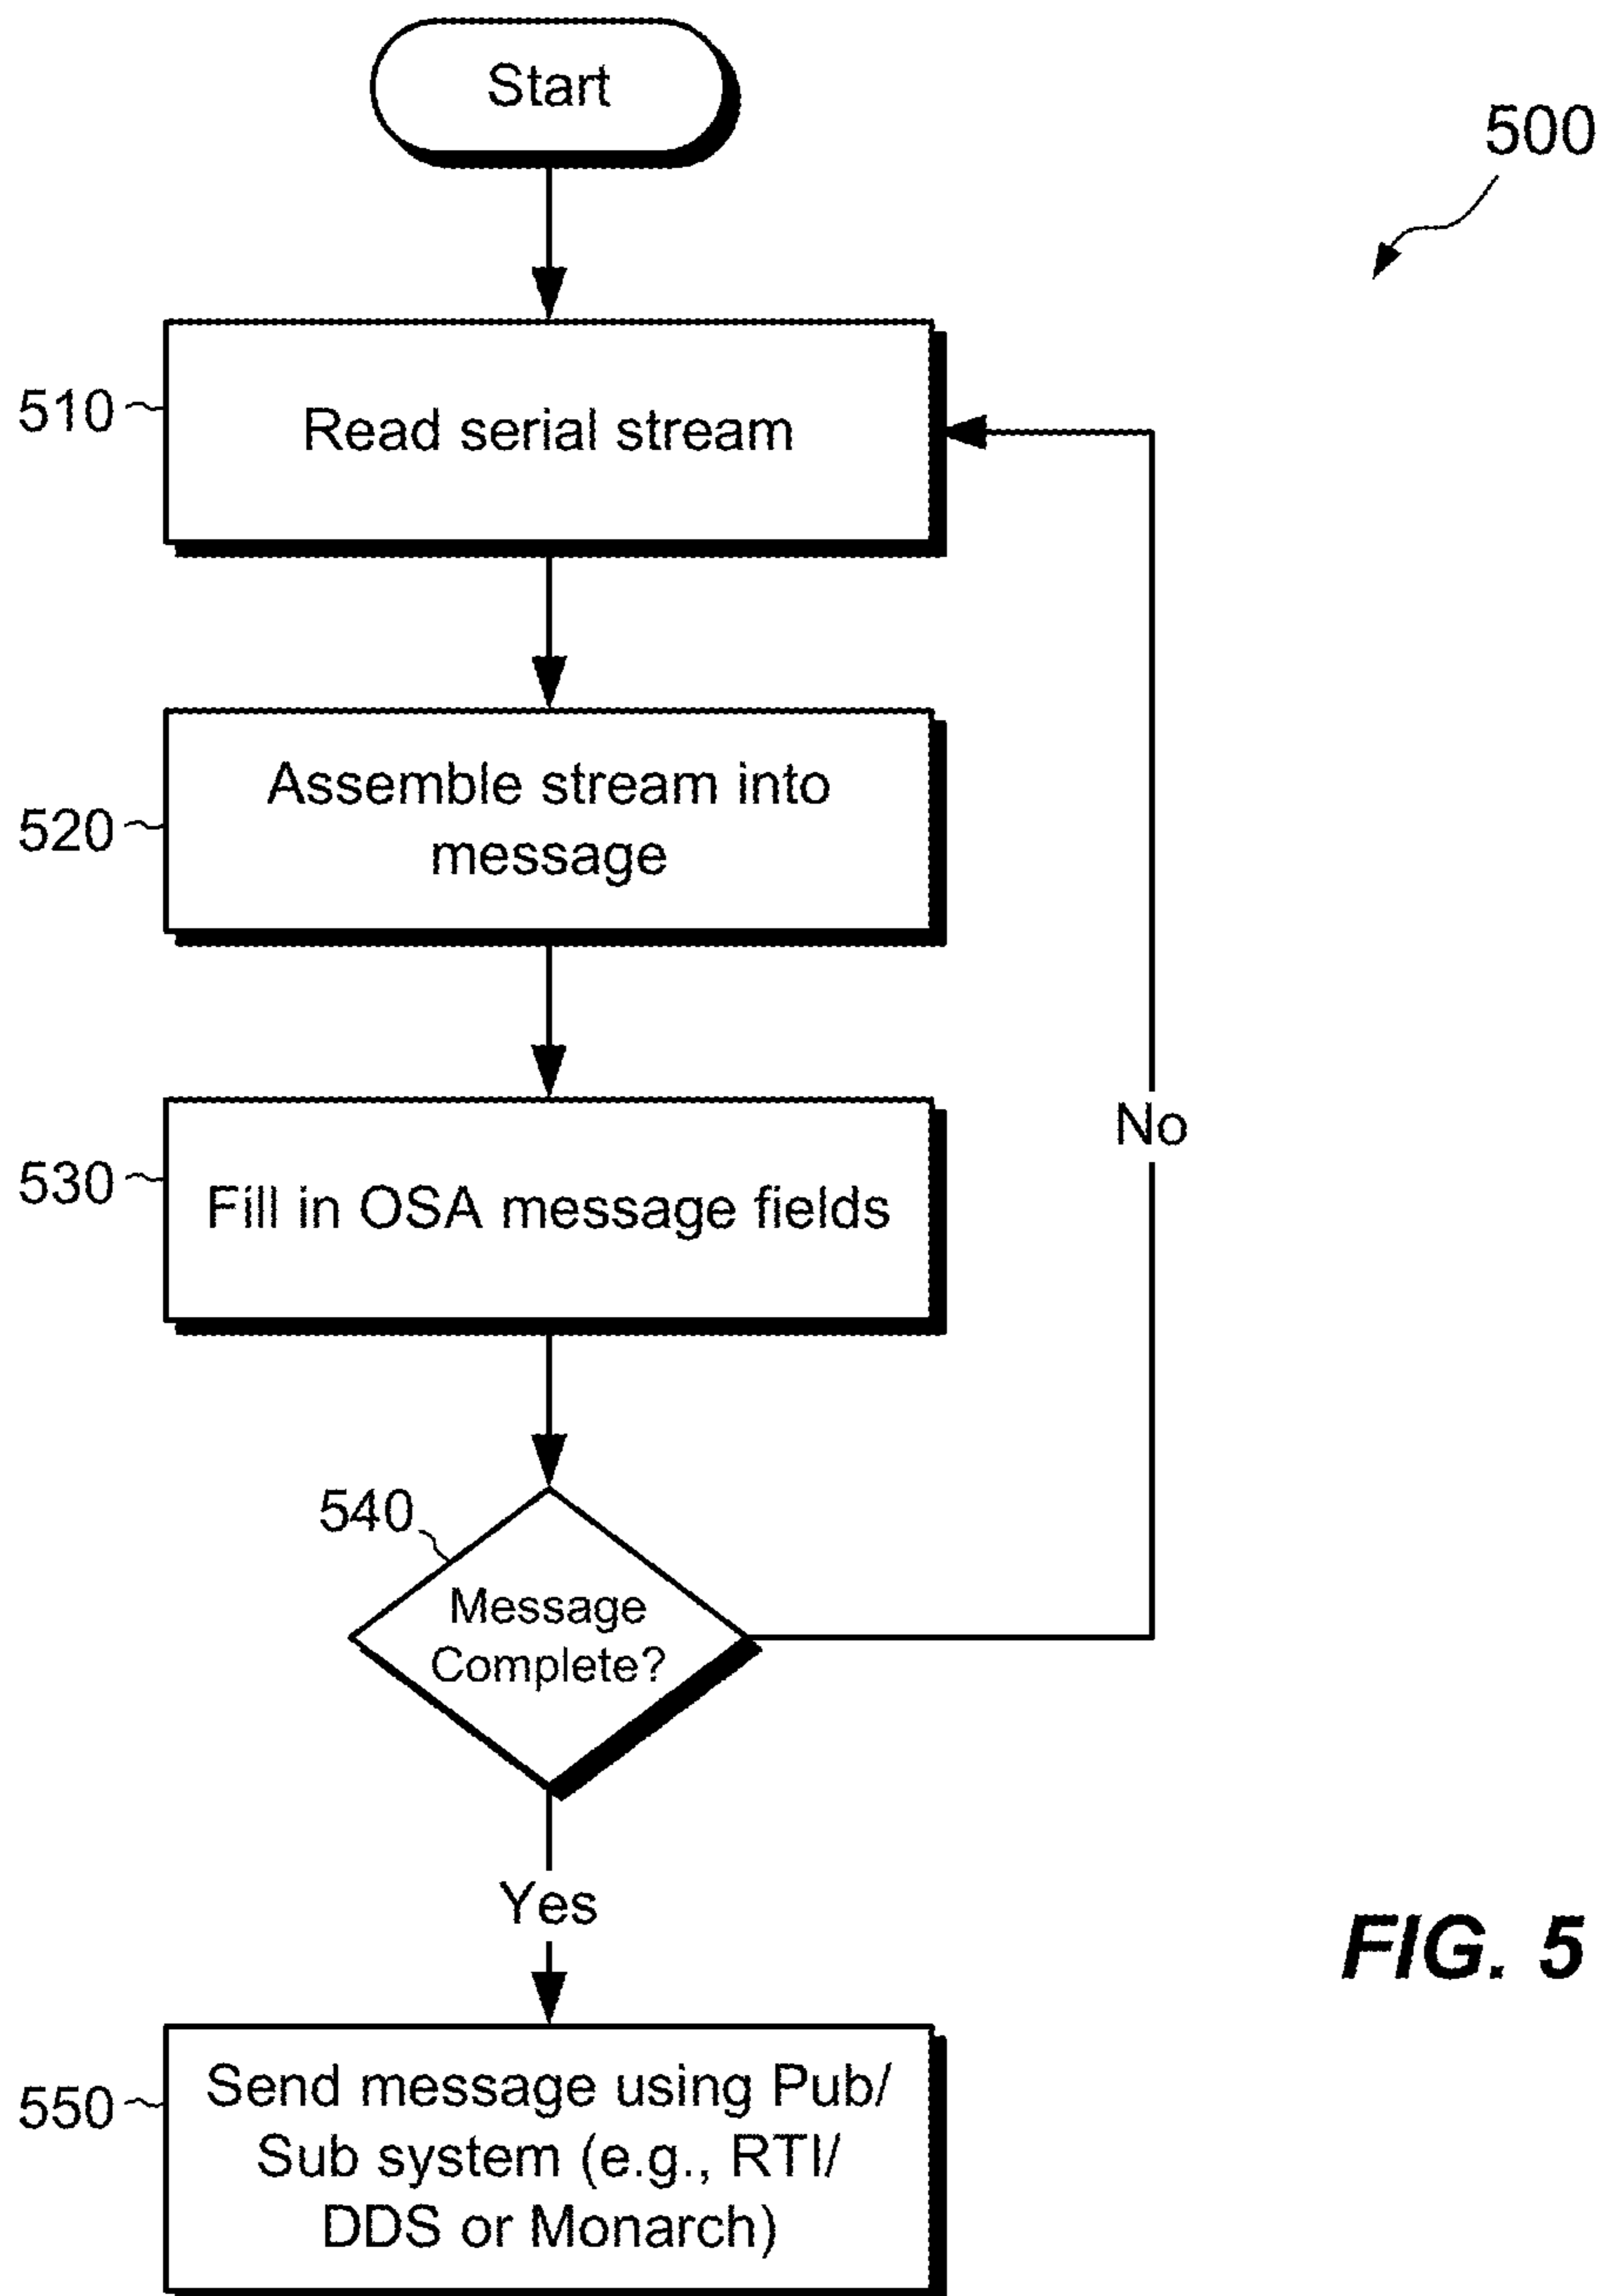 Start
500
510
Read serial stream
520
Assemble stream into
message
No
530
Fill in OSA message fields
540
Message
Complete?
Yes
FIG. 5
550
Send message using Pub/
Sub system (e.g., RTI/
DDS or Monarch)